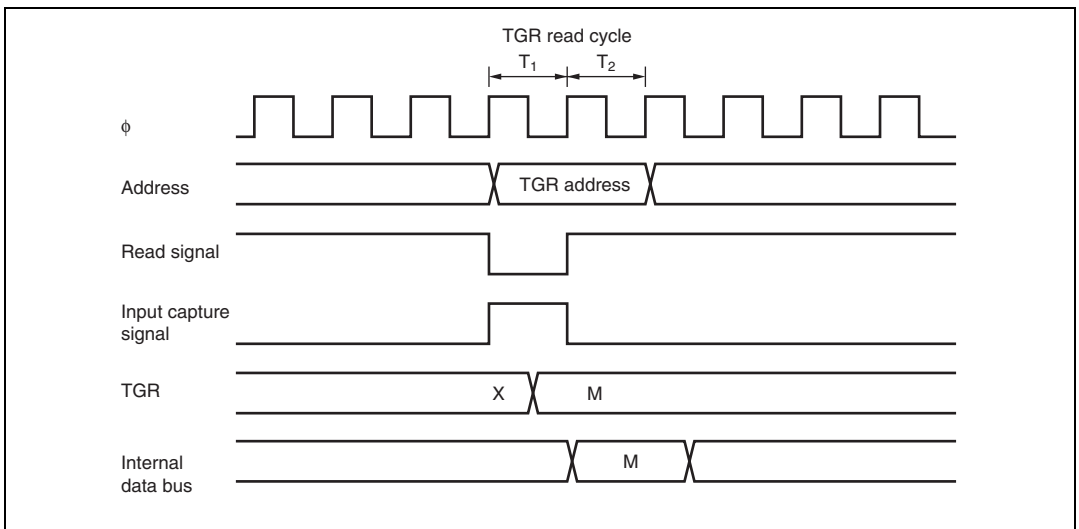 TGR read cycle
T₁ T₂
φ
Address
TGR address
Read signal
Input capture
signal
TGR
X M
Internal
data bus
M